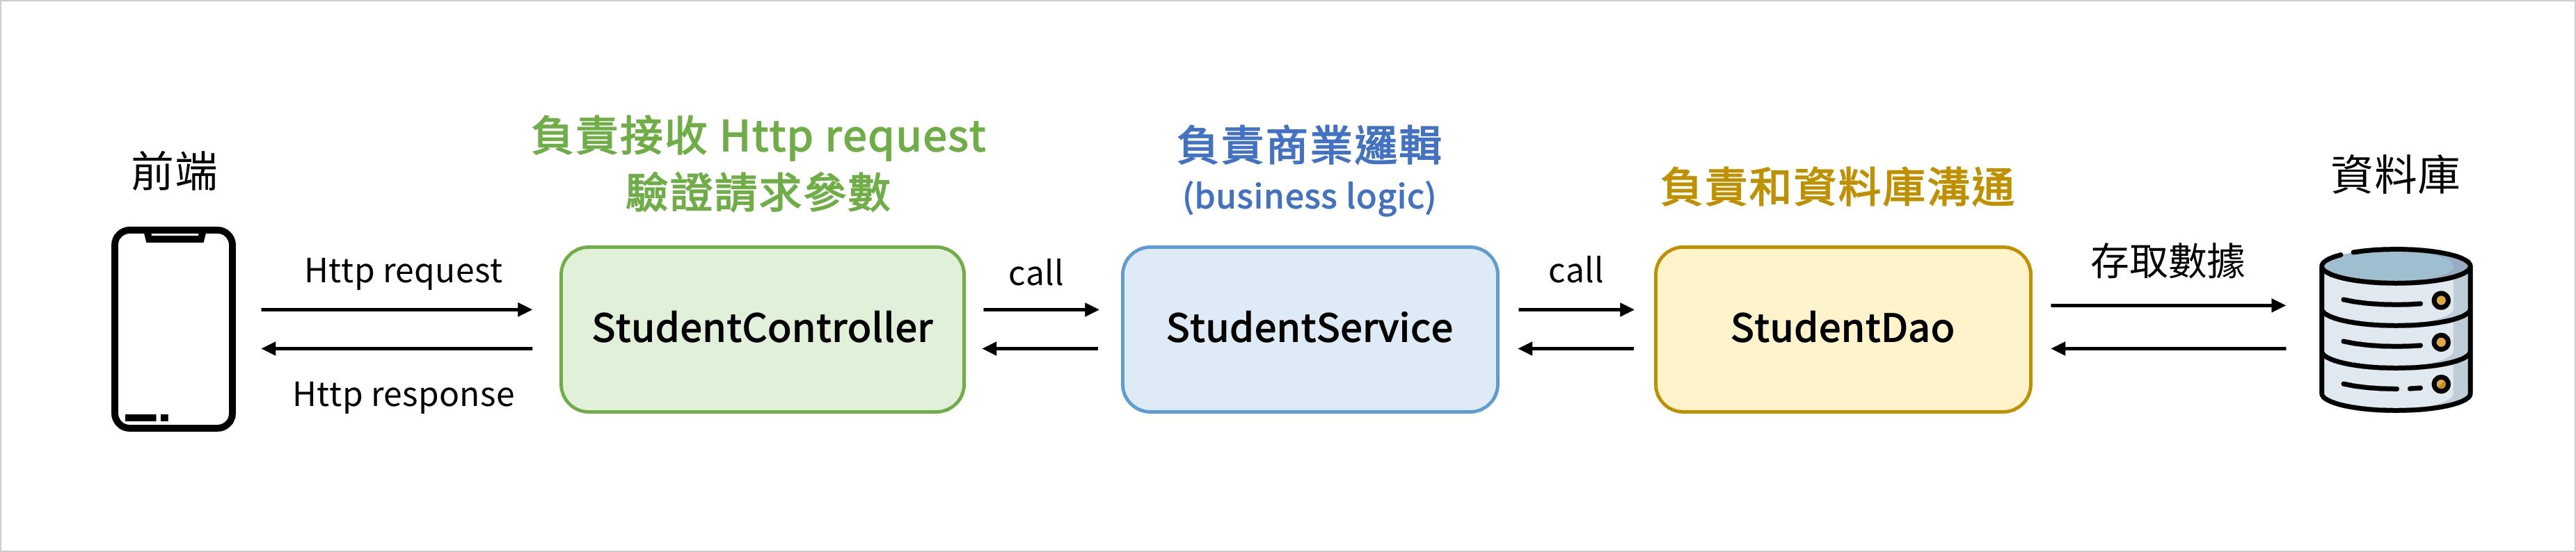 前端
Http request
Http response
負責接收 Http request
驗證請求參數
StudentController
call
負責商業邏輯
(business logic)
StudentService
call
負責和資料庫溝通
StudentDao
存取數據
資料庫